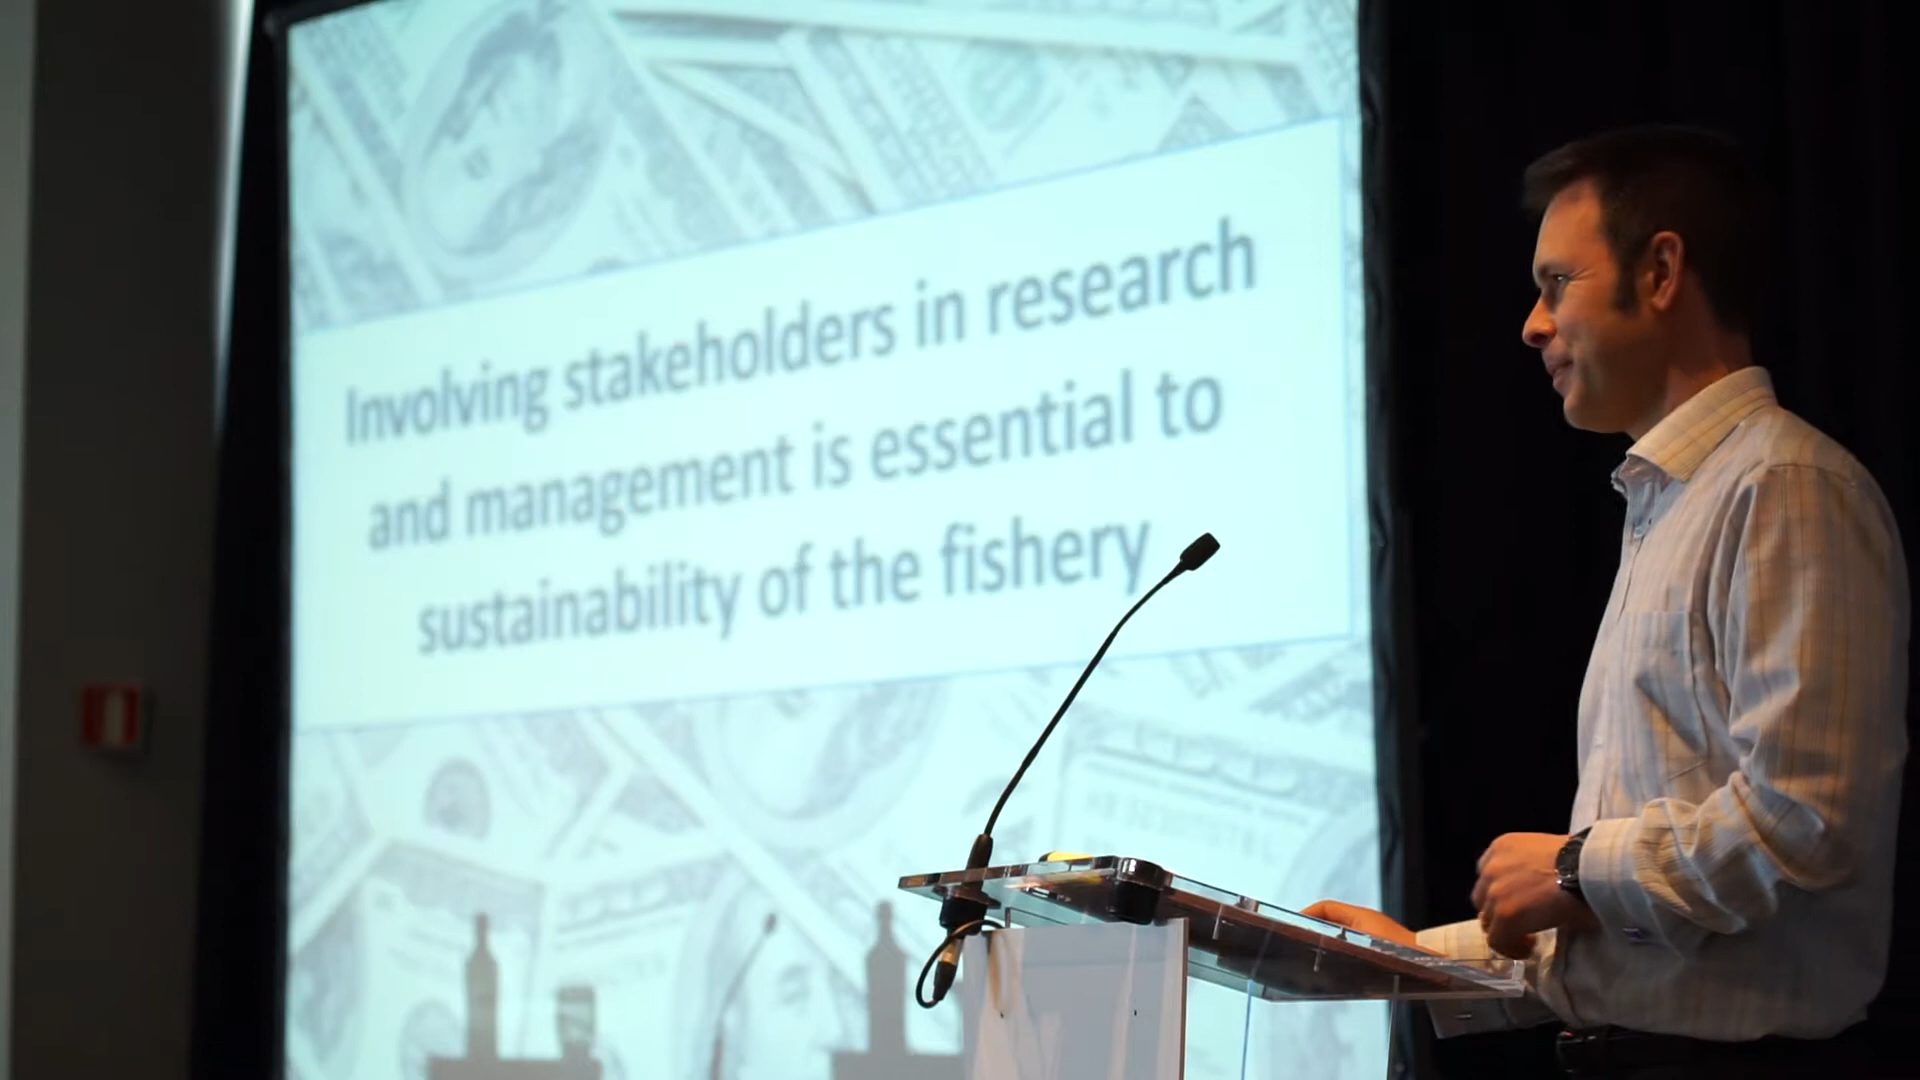 Involving stakeholders in research
and management is essential to
sustainability of the fishery